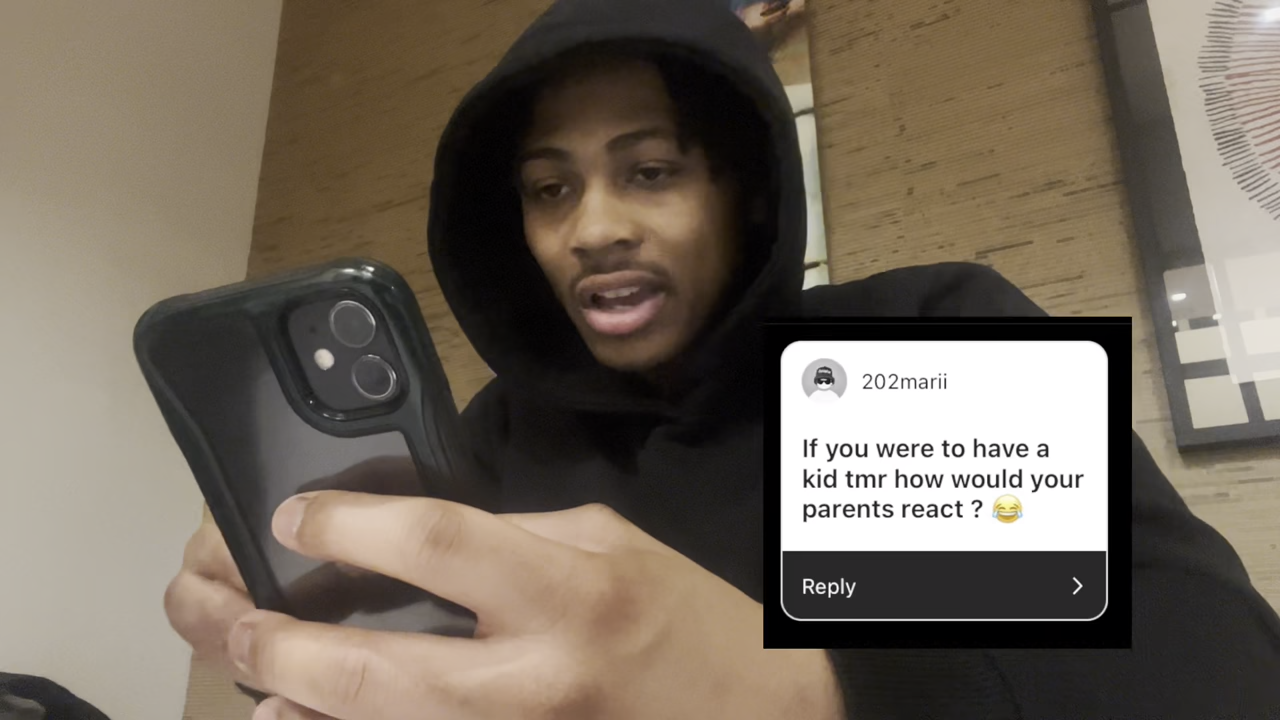 202marii
If you were to have a
kid tmr how would your
parents react ? 😂
Reply